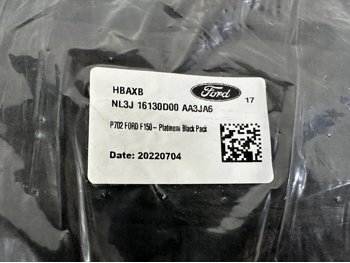 HBAXB
Ford
17
NL3J 16130D00 AA3JA6
P702 FORD F150- Platinum Black Pack
Date: 20220704